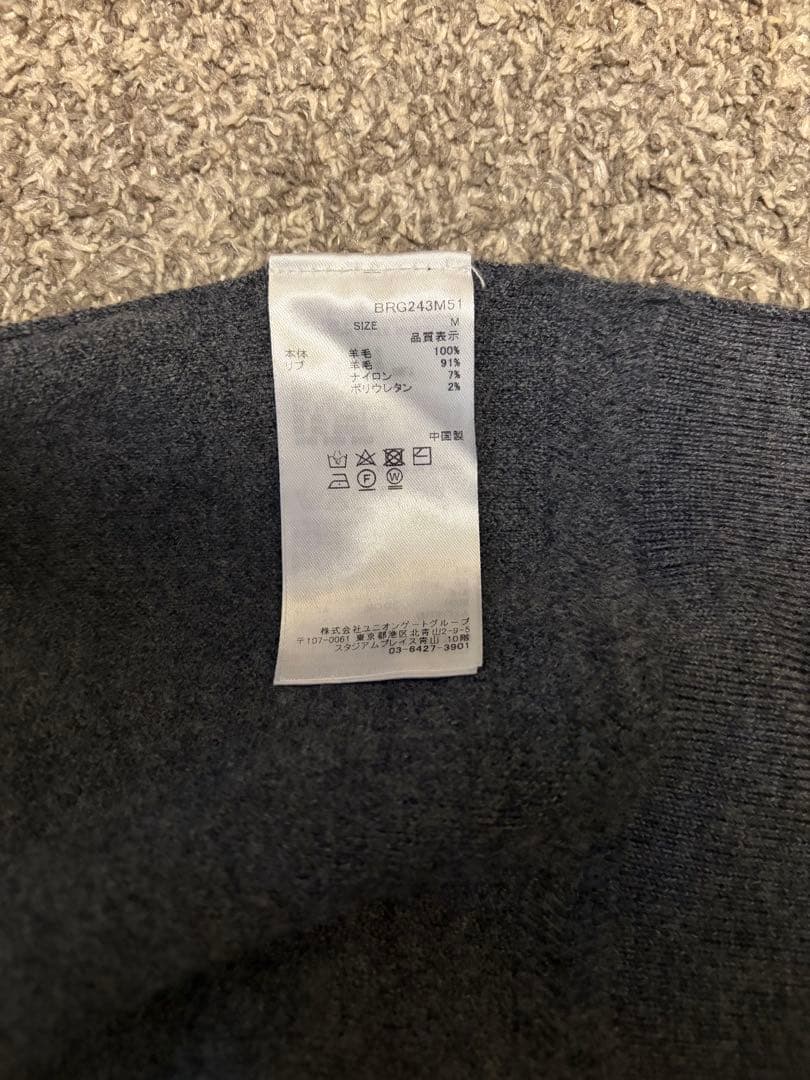 BRG243M51
SIZE M
品質表示
本体 羊毛 100%
リブ 羊毛 91%
ナイロン 7%
ポリウレタン 2%
中国製
F W
株式会社ユニオンゲートグループ
〒107-0061 東京都港区北青山2-9-5
スタジアムプレイス青山 10階
03-6427-3901